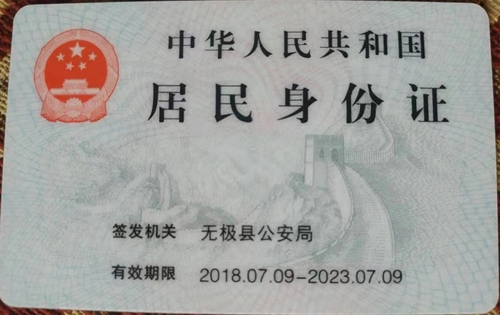 中华人民共和国
居民身份证
签发机关 无极县公安局
有效期限 2018.07.09-2023.07.09